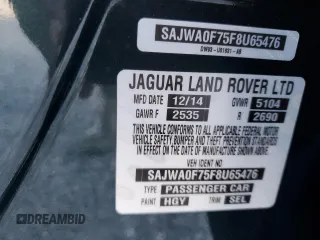 SAJWA0F75F8U65476
JAGUAR LAND ROVER LTD
MFD DATE 12/14 GVWR 5104
GAWR F 2535 R 2690
THIS VEHICLE CONFORMS TO ALL APPLICABLE FEDERAL MOTOR
VEHICLE SAFETY, BUMPER AND THEFT PREVENTION STANDARDS
IN EFFECT ON THE DATE OF MANUFACTURE SHOWN ABOVE
VEH IDENT NO
SAJWA0F75F8U65476
TYPE PASSENGER CAR
PAINT HGY TRIM SEL
DREAMBID